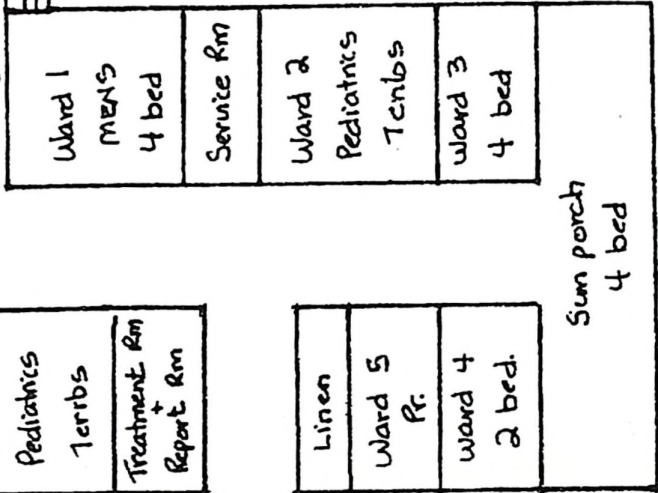 Ward 1
MENS
4 bed
Service Rm
Ward 2
Pediatrics
7 cribs
Ward 3
4 bed
Sun porch
4 bed
Pediatrics
7 cribs
Treatment Rm
+
Report Rm
Linen
Ward 5
Pr.
Ward 4
2 bed.